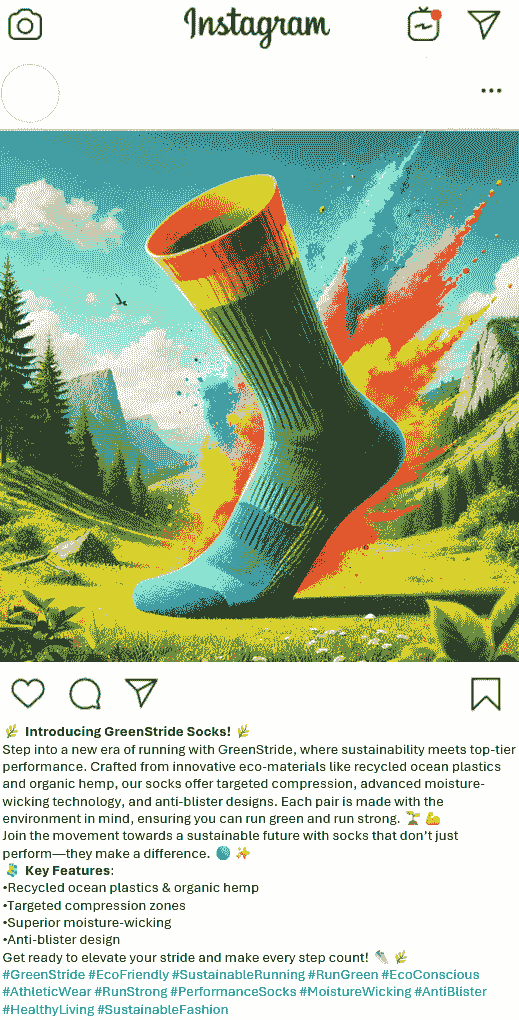 Instagram
Introducing GreenStride Socks!
Step into a new era of running with GreenStride, where sustainability meets top-tier
performance. Crafted from innovative eco-materials like recycled ocean plastics
and organic hemp, our socks offer targeted compression, advanced moisture-
wicking technology, and anti-blister designs. Each pair is made with the
environment in mind, ensuring you can run green and run strong.
Join the movement towards a sustainable future with socks that don't just
perform—they make a difference.
Key Features:
•Recycled ocean plastics & organic hemp
•Targeted compression zones
•Superior moisture-wicking
•Anti-blister design
Get ready to elevate your stride and make every step count!
#GreenStride #EcoFriendly #SustainableRunning #RunGreen #EcoConscious
#AthleticWear #RunStrong #PerformanceSocks #MoistureWicking #AntiBlister
#HealthyLiving #SustainableFashion